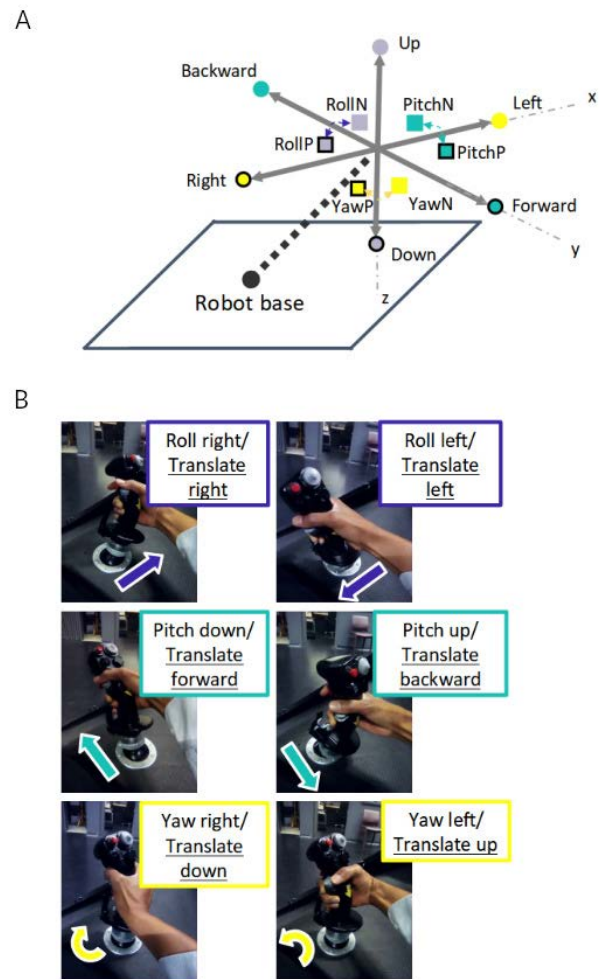 A
Up
Backward
RollN
PitchN
Left
x
RollP
PitchP
Right
YawP
YawN
Forward
Down
y
z
Robot base
B
Roll right/
Translate
right
Roll left/
Translate
left
Pitch down/
Translate
forward
Pitch up/
Translate
backward
Yaw right/
Translate
down
Yaw left/
Translate up